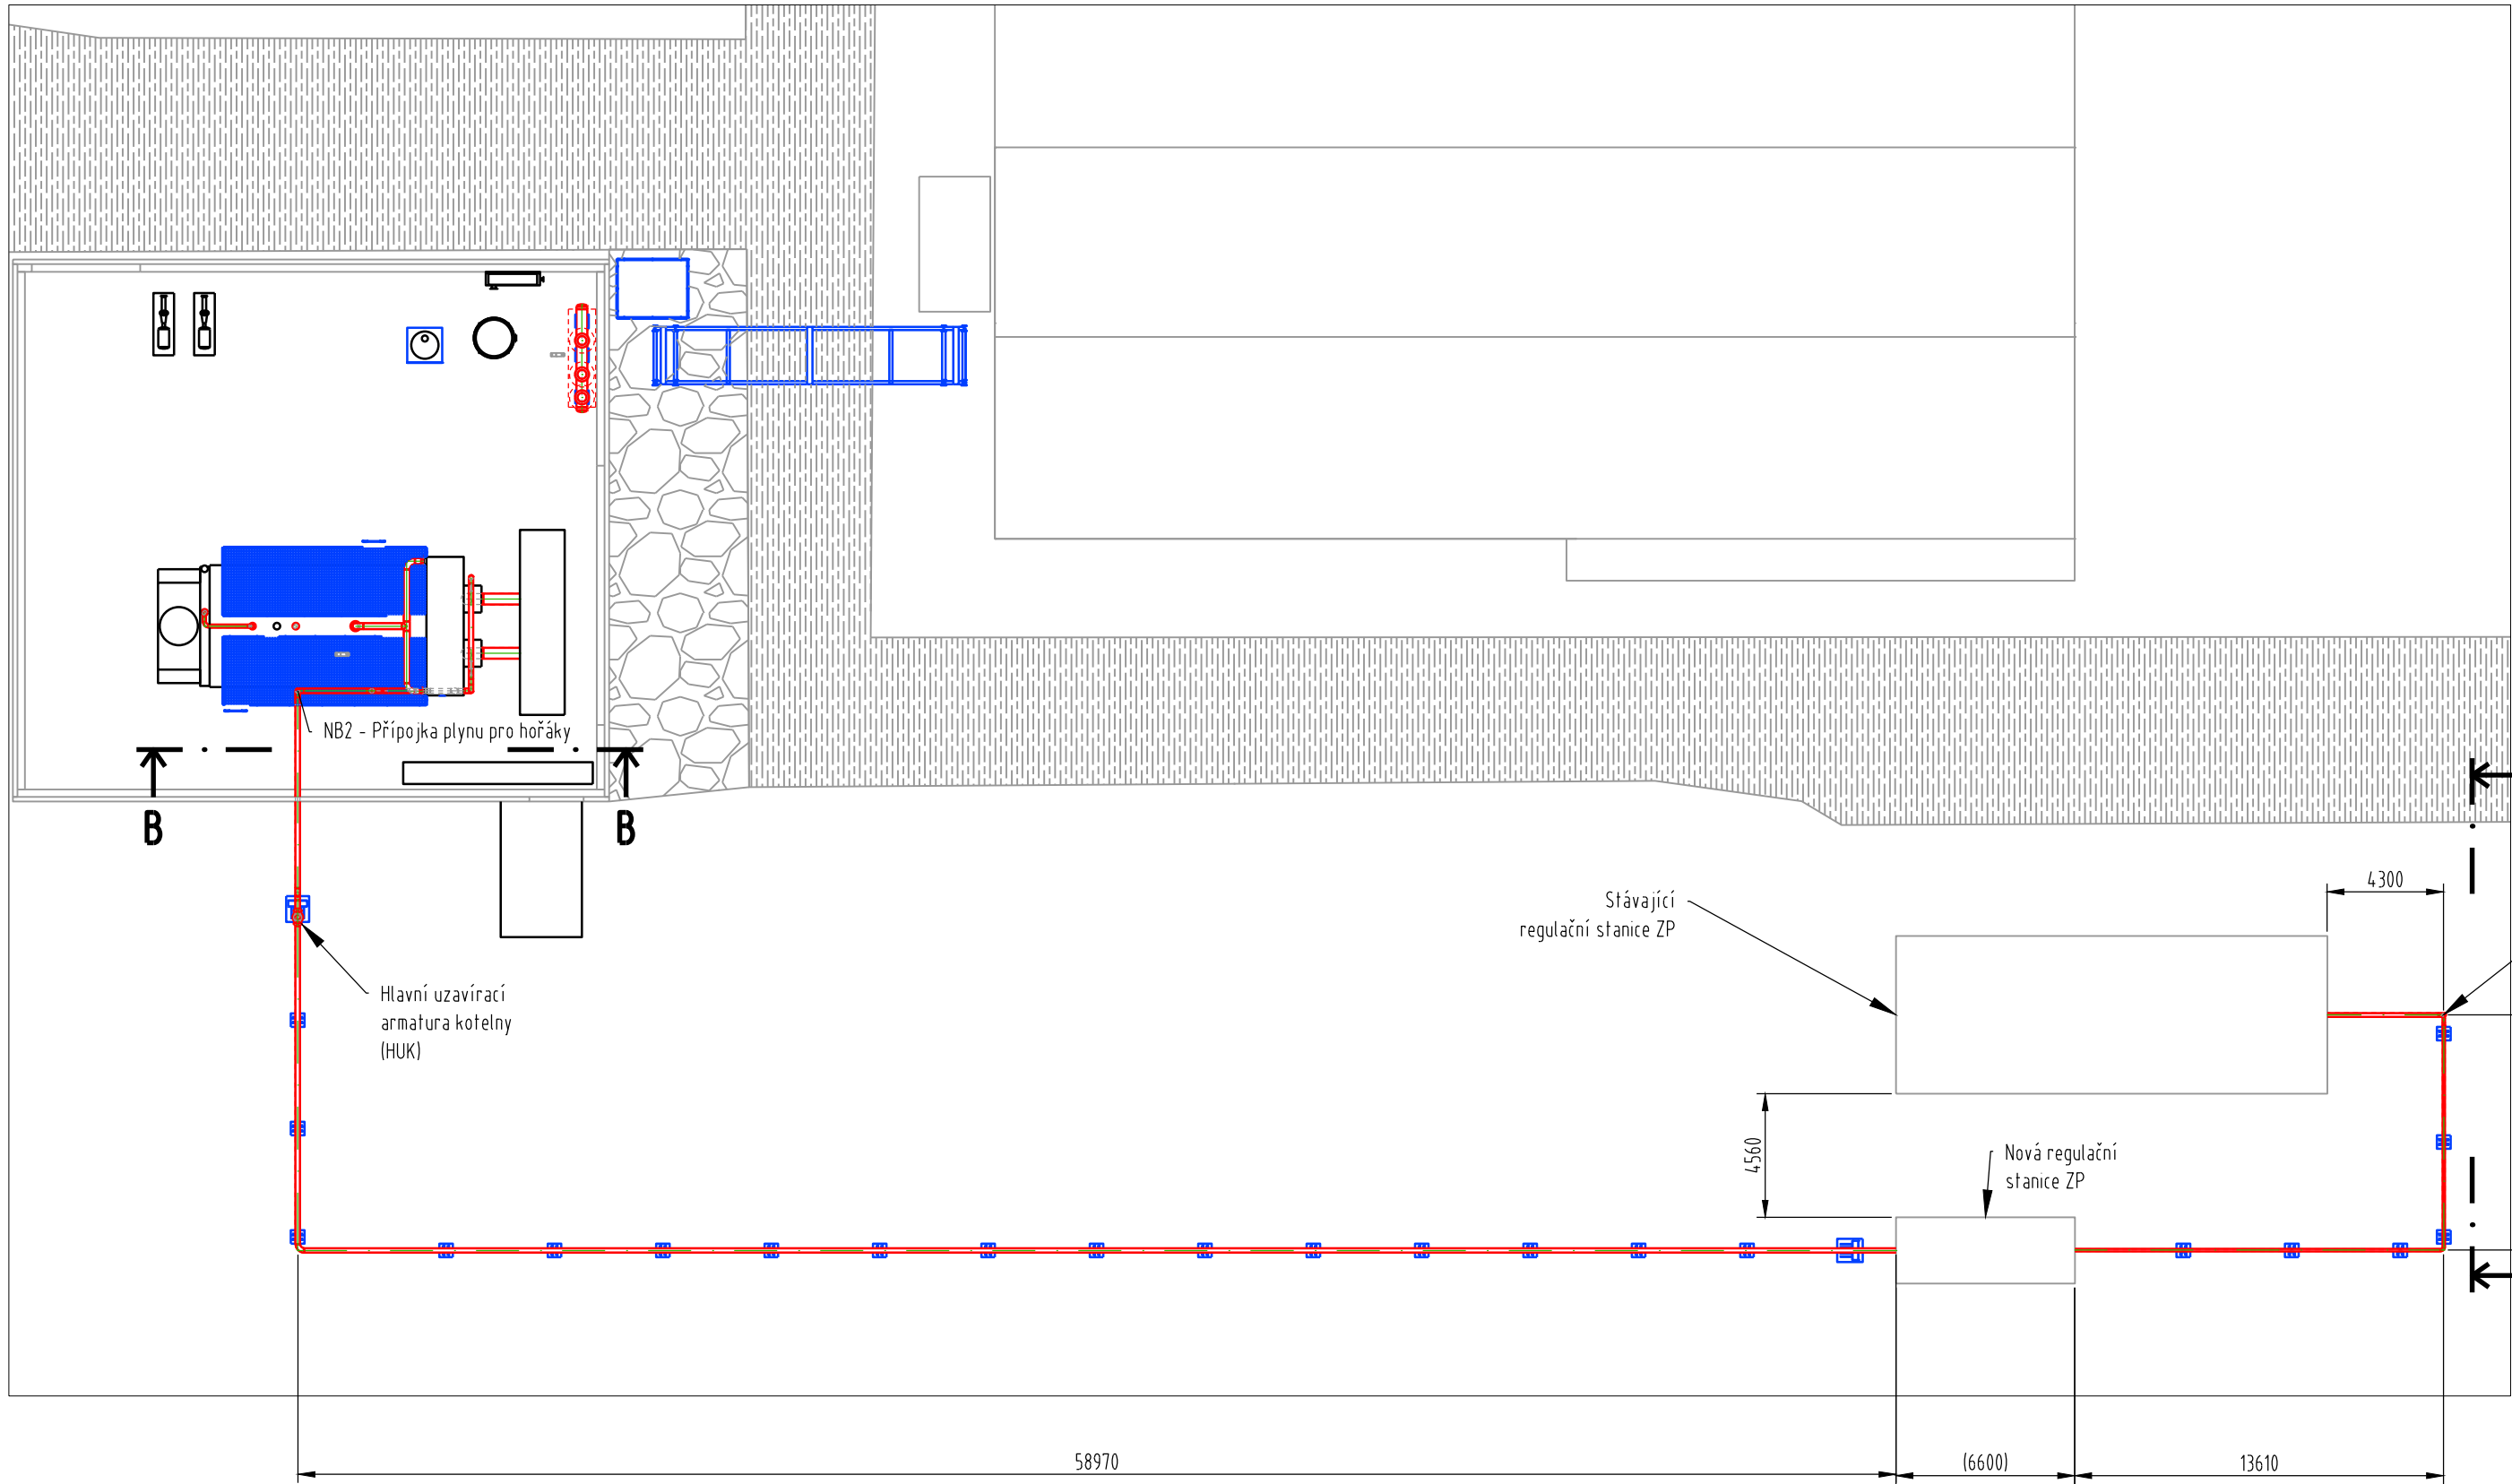 NB2 - Přípojka plynu pro hořáky
B
B
4300
Stávající
regulační stanice ZP
Hlavní uzavírací
armatura kotelny
(HUK)
4560
Nová regulační
stanice ZP
58970
(6600)
13610